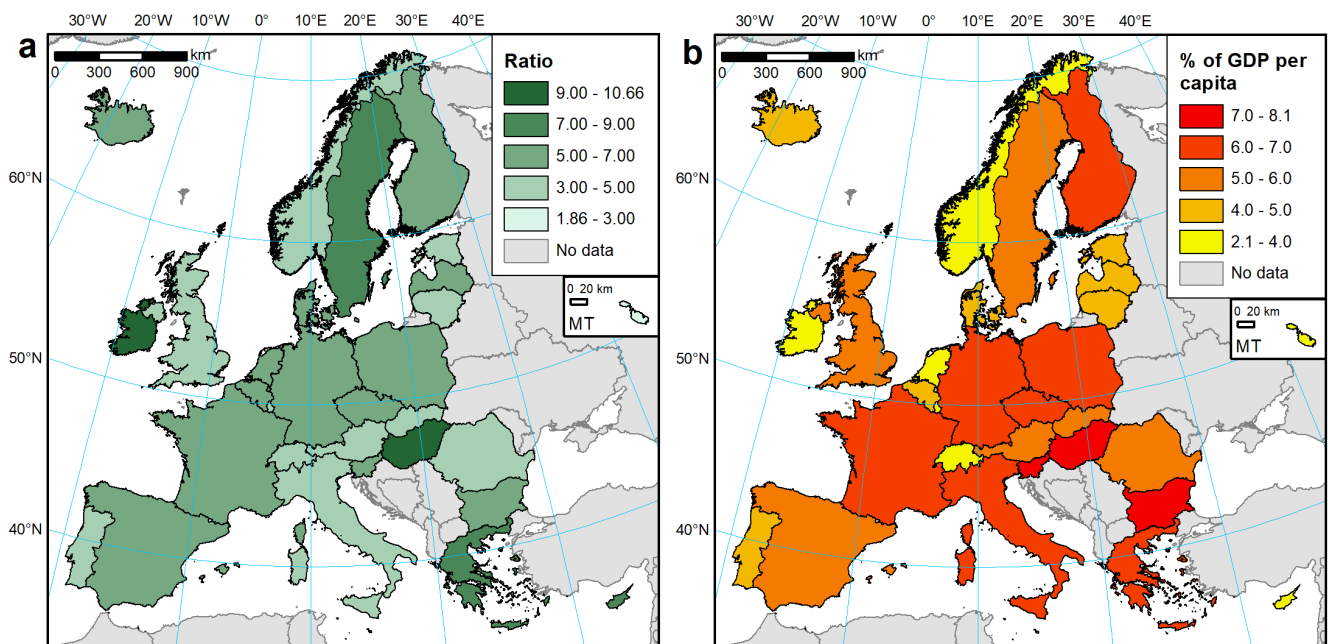 30°W 20°W 10°W 0° 10°E 20°E 30°E 40°E
a
km
0 300 600 900
Ratio
9.00 - 10.66
7.00 - 9.00
5.00 - 7.00
3.00 - 5.00
1.86 - 3.00
No data
0 20 km
MT
60°N
50°N
40°N
30°W 20°W 10°W 0° 10°E 20°E 30°E 40°E
b
km
0 300 600 900
% of GDP per
capita
7.0 - 8.1
6.0 - 7.0
5.0 - 6.0
4.0 - 5.0
2.1 - 4.0
No data
0 20 km
MT
60°N
50°N
40°N